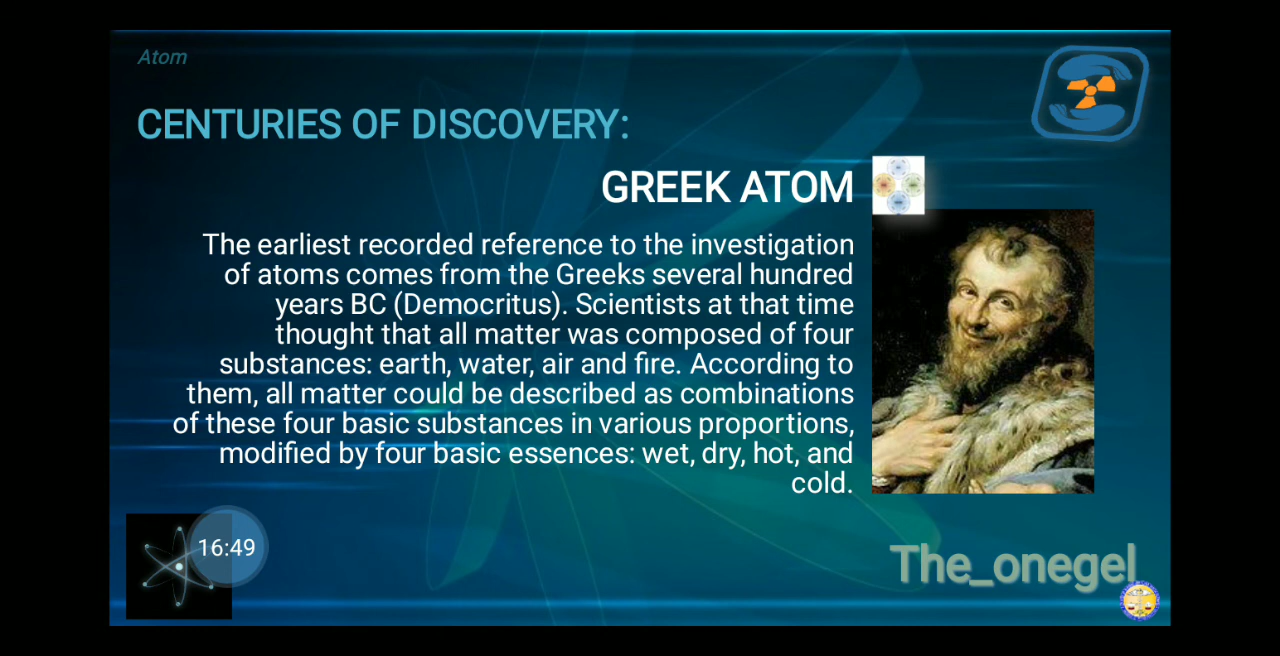 Atom
CENTURIES OF DISCOVERY:
GREEK ATOM
The earliest recorded reference to the investigation
of atoms comes from the Greeks several hundred
years BC (Democritus). Scientists at that time
thought that all matter was composed of four
substances: earth, water, air and fire. According to
them, all matter could be described as combinations
of these four basic substances in various proportions,
modified by four basic essences: wet, dry, hot, and
cold.
16:49
The_onegel